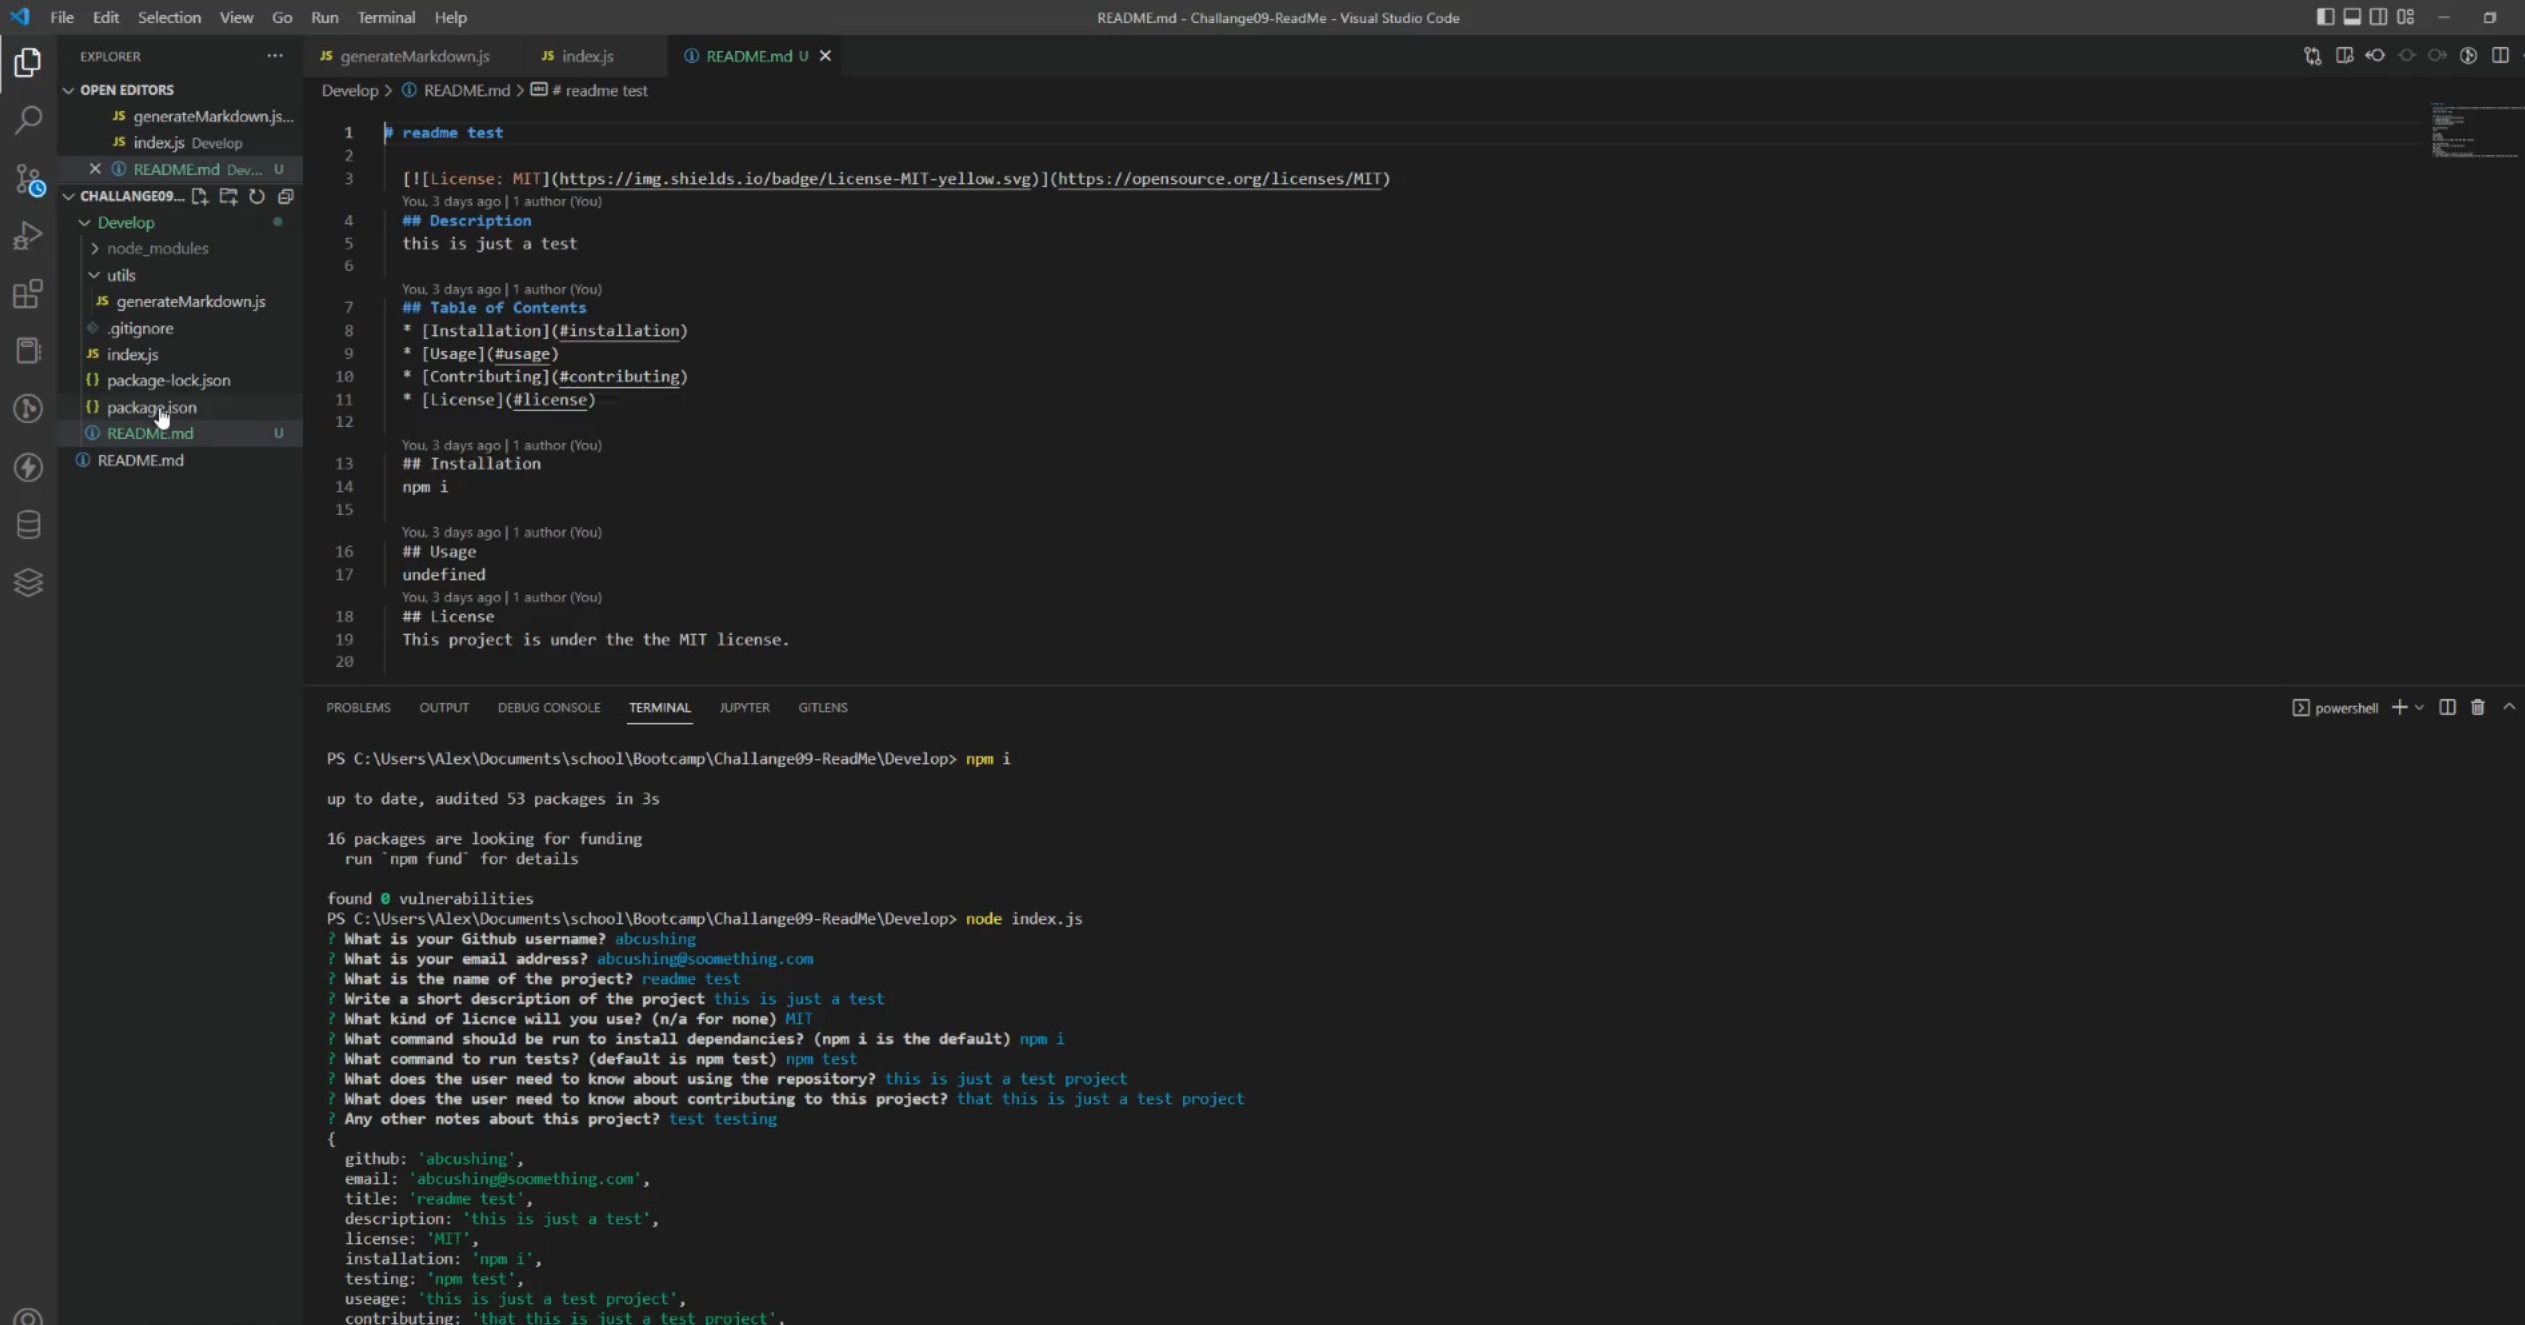 File Edit Selection View Go Run Terminal Help
README.md - Challange09-ReadMe - Visual Studio Code
EXPLORER ···
OPEN EDITORS
JS generateMarkdown.js...
JS index.js Develop
README.md Dev... U
CHALLANGE09...
Develop
node_modules
utils
JS generateMarkdown.js
.gitignore
JS index.js
{} package-lock.json
{} package.json
README.md U
README.md
JS generateMarkdown.js
JS index.js
README.md U
Develop > README.md > # readme test
1 # readme test
2
3 [![License: MIT](https://img.shields.io/badge/License-MIT-yellow.svg)](https://opensource.org/licenses/MIT)
You, 3 days ago | 1 author (You)
4 ## Description
5 this is just a test
6
You, 3 days ago | 1 author (You)
7 ## Table of Contents
8 * [Installation](#installation)
9 * [Usage](#usage)
10 * [Contributing](#contributing)
11 * [License](#license)
12
You, 3 days ago | 1 author (You)
13 ## Installation
14 npm i
15
You, 3 days ago | 1 author (You)
16 ## Usage
17 undefined
You, 3 days ago | 1 author (You)
18 ## License
19 This project is under the the MIT license.
20
PROBLEMS OUTPUT DEBUG CONSOLE TERMINAL JUPYTER GITLENS
powershell
PS C:\Users\Alex\Documents\school\Bootcamp\Challange09-ReadMe\Develop> npm i
up to date, audited 53 packages in 3s
16 packages are looking for funding
run `npm fund` for details
found 0 vulnerabilities
PS C:\Users\Alex\Documents\school\Bootcamp\Challange09-ReadMe\Develop> node index.js
? What is your Github username? abcushing
? What is your email address? abcushing@soomething.com
? What is the name of the project? readme test
? Write a short description of the project this is just a test
? What kind of licnce will you use? (n/a for none) MIT
? What command should be run to install dependancies? (npm i is the default) npm i
? What command to run tests? (default is npm test) npm test
? What does the user need to know about using the repository? this is just a test project
? What does the user need to know about contributing to this project? that this is just a test project
? Any other notes about this project? test testing
{
github: 'abcushing',
email: 'abcushing@soomething.com',
title: 'readme test',
description: 'this is just a test',
license: 'MIT',
installation: 'npm i',
testing: 'npm test',
useage: 'this is just a test project',
contributing: 'that this is just a test project',